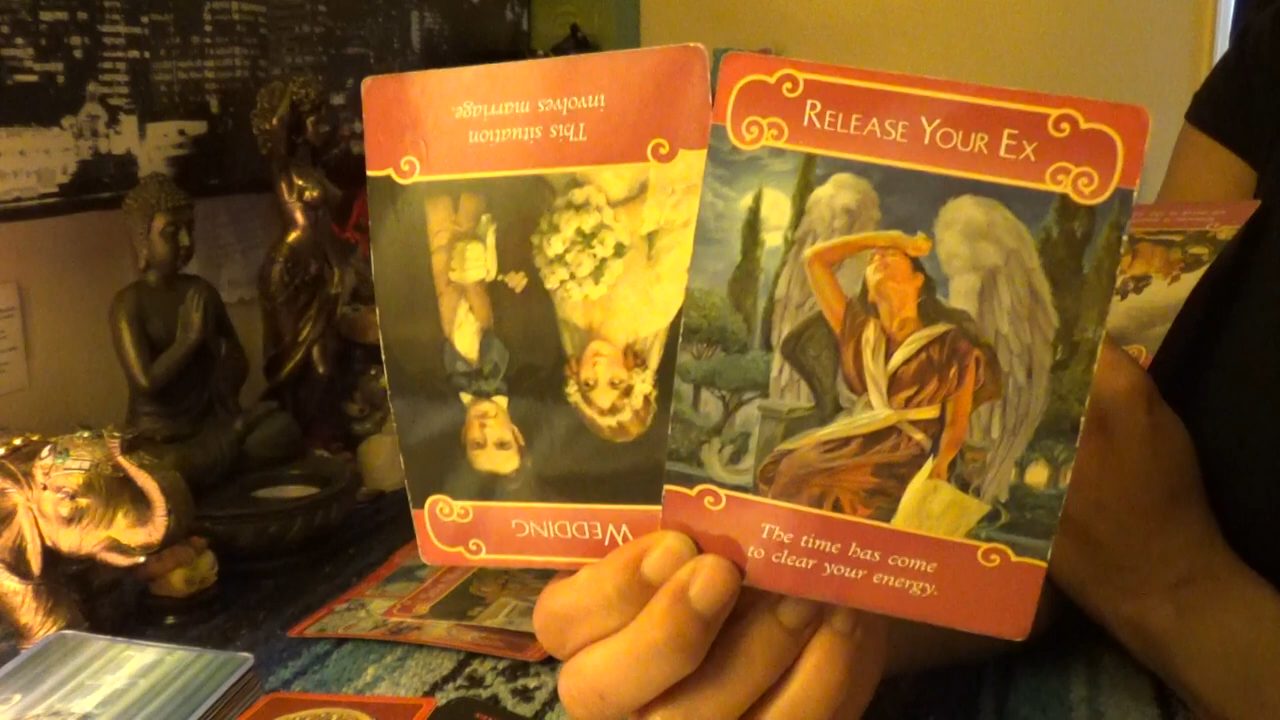 This situation
involves marriage.
WEDDING
RELEASE YOUR EX
The time has come
to clear your energy.